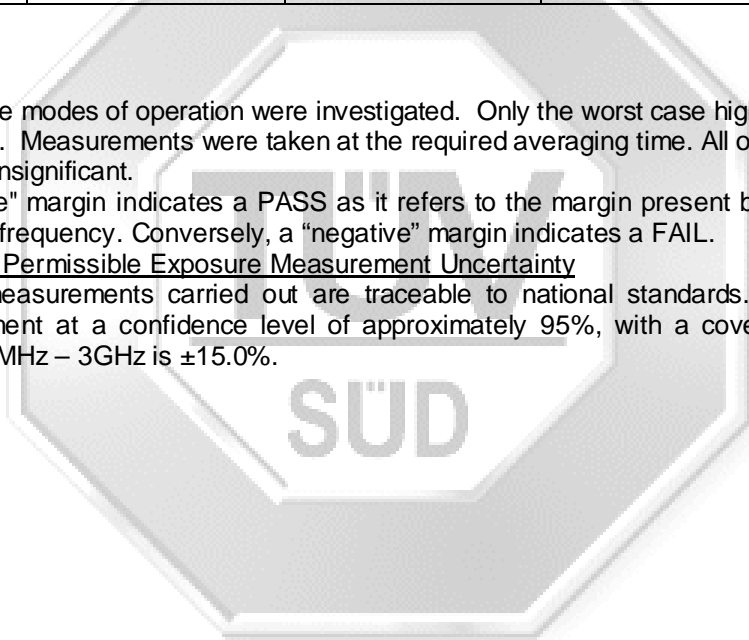 e modes of operation were investigated. Only the worst case hig
. Measurements were taken at the required averaging time. All o
nsignificant.
e" margin indicates a PASS as it refers to the margin present b
frequency. Conversely, a “negative” margin indicates a FAIL.
Permissible Exposure Measurement Uncertainty
measurements carried out are traceable to national standards.
ment at a confidence level of approximately 95%, with a cove
MHz – 3GHz is ±15.0%.
TÜV
SÜD